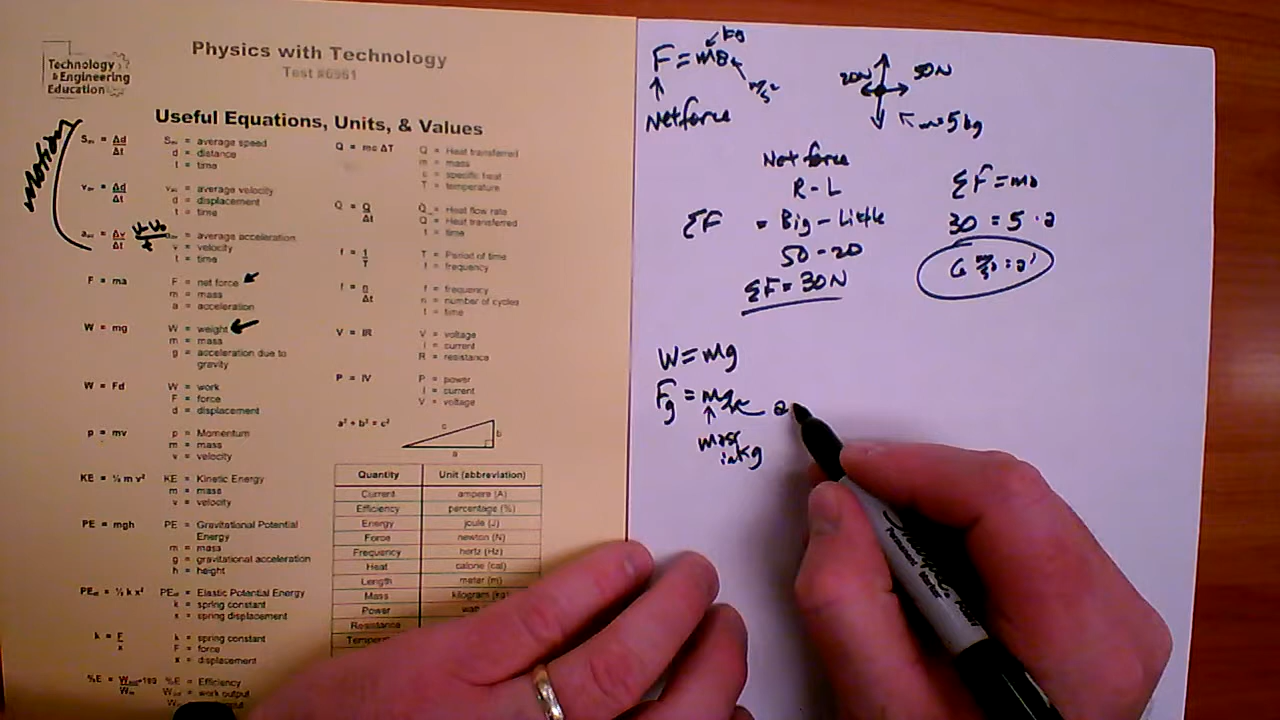 Technology
& Engineering
Education
Physics with Technology
Test #6961
Useful Equations, Units, & Values
motion
Sav = Δd
Δt
Sav = average speed
d = distance
t = time
vav = Δd
Δt
vav = average velocity
d = displacement
t = time
aav = Δv
Δt
aav = average acceleration
v = velocity
t = time
F = ma
F = net force
m = mass
a = acceleration
W = mg
W = weight
m = mass
g = acceleration due to
gravity
W = Fd
W = work
F = force
d = displacement
p = mv
p = Momentum
m = mass
v = velocity
KE = ½ m v²
KE = Kinetic Energy
m = mass
v = velocity
PE = mgh
PE = Gravitational Potential
Energy
m = mass
g = gravitational acceleration
h = height
PEel = ½ k x²
PEel = Elastic Potential Energy
k = spring constant
x = spring displacement
k = F
x
k = spring constant
F = force
x = displacement
%E = Efficiency
= work output
Q = mc ΔT
Q = Heat transferred
m = mass
c = specific heat
T = temperature
Q = Q
Δt
Q = Heat flow rate
Q = Heat transferred
t = time
f = 1
T
T = Period of time
f = frequency
f = n
Δt
f = frequency
n = number of cycles
t = time
V = IR
V = voltage
I = current
R = resistance
P = IV
P = power
I = current
V = voltage
a² + b² = c²
c
b
a
Quantity Unit (abbreviation)
Current ampere (A)
Efficiency percentage (%)
Energy joule (J)
Force newton (N)
Frequency hertz (Hz)
Heat calorie (cal)
Length meter (m)
Mass kilogram (kg)
Power
Resistance
F = ma
kg
m/s²
Net force
20N
50N
m=5kg
Net force
R - L
ΣF = Big - Little
50 - 20
ΣF = 30N
ΣF = ma
30 = 5 · a
6 m/s² = a
W = mg
Fg = mg
a
mass
in kg
Sharpie